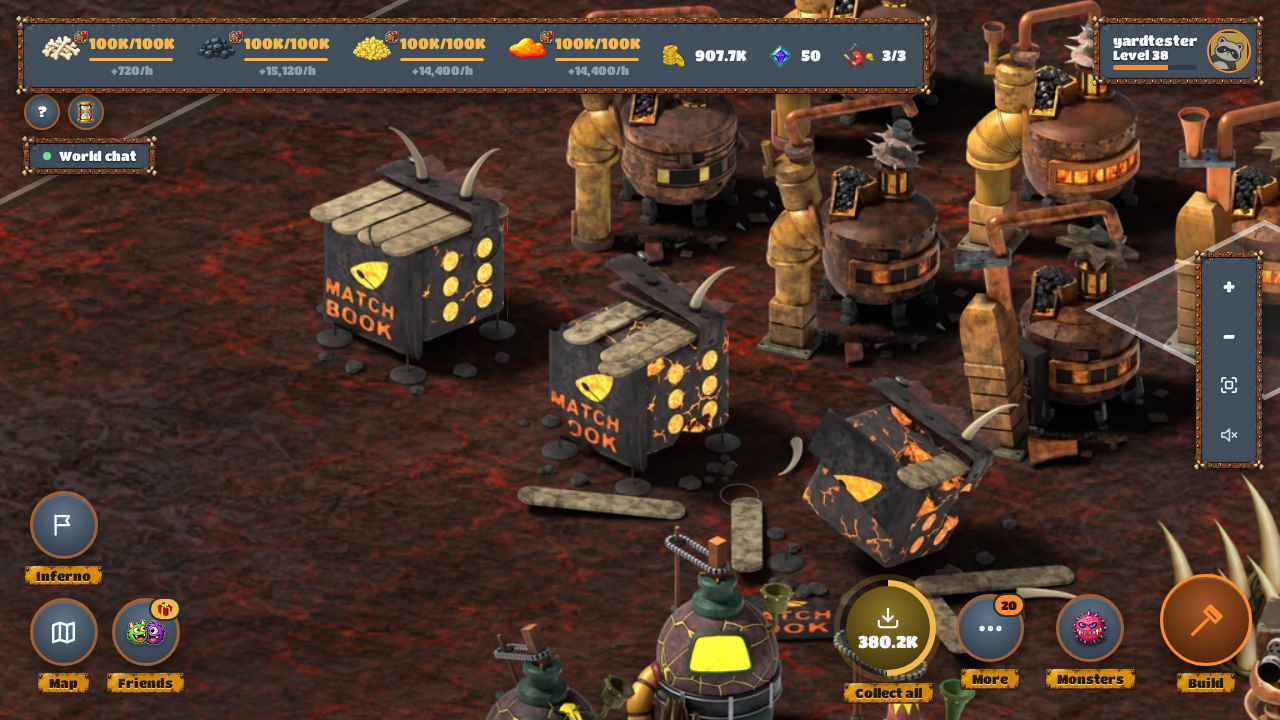 100K/100K
+720/h
100K/100K
+15,120/h
100K/100K
+14,400/h
100K/100K
+14,400/h
907.7K
50
3/3
yardtester
Level 38
?
World chat
MATCH
BOOK
MATCH
OOK
Inferno
Map
Friends
380.2K
Collect all
20
More
Monsters
Build